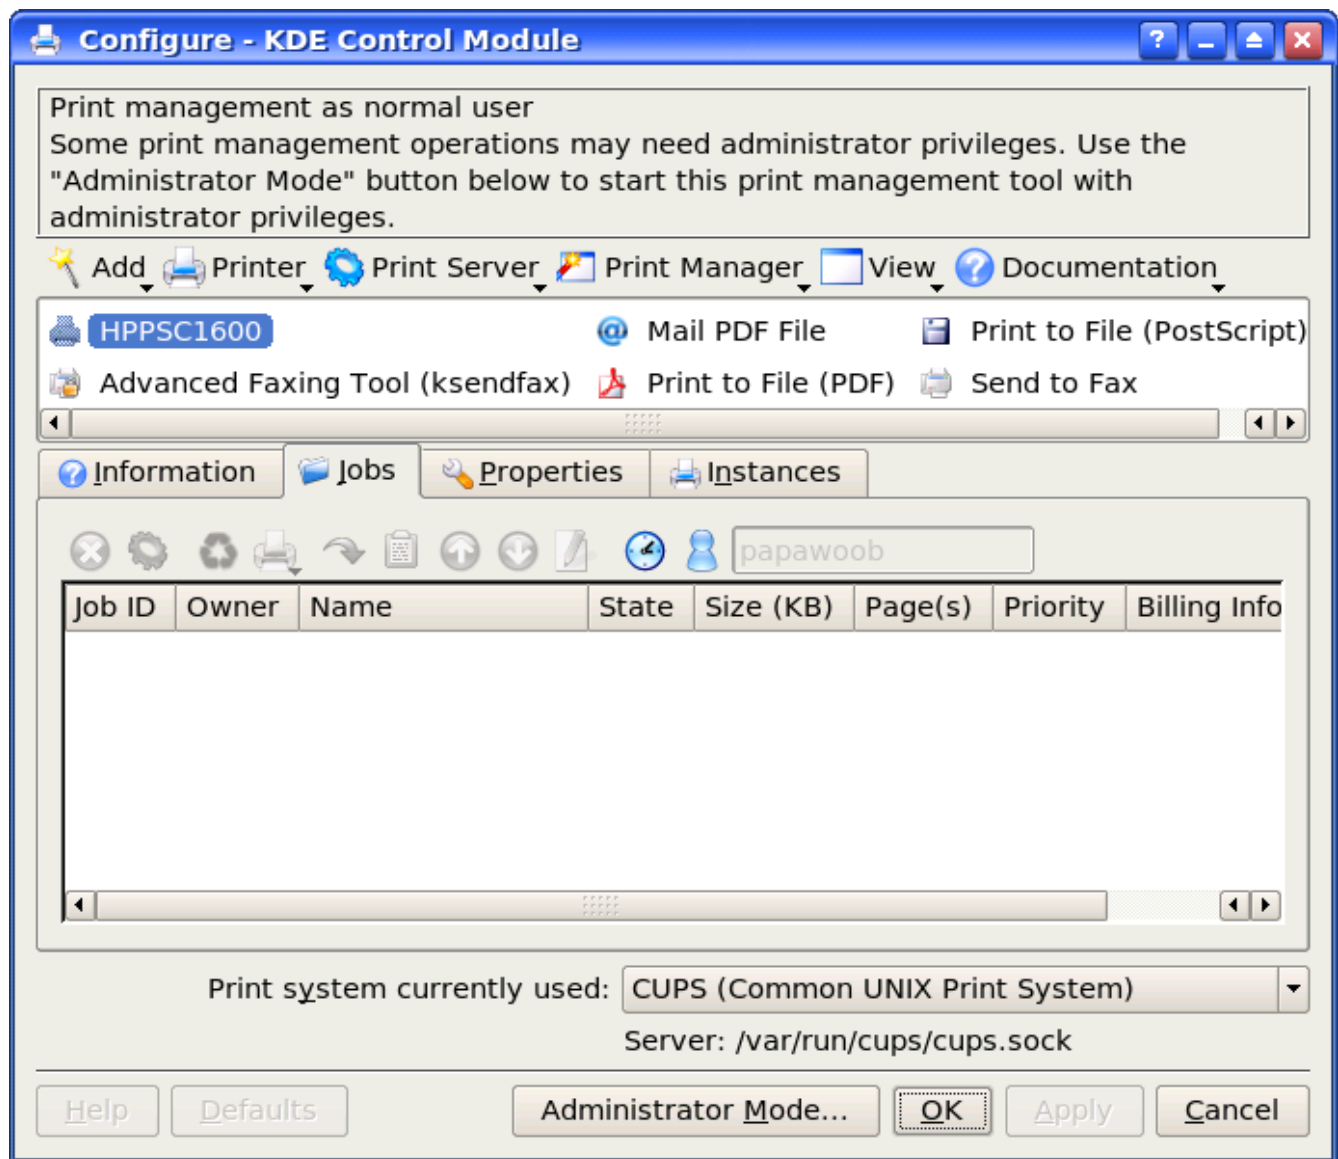 Configure - KDE Control Module
Print management as normal user
Some print management operations may need administrator privileges. Use the
"Administrator Mode" button below to start this print management tool with
administrator privileges.
Add Printer Print Server Print Manager View Documentation
HPPSC1600 Mail PDF File Print to File (PostScript)
Advanced Faxing Tool (ksendfax) Print to File (PDF) Send to Fax
Information Jobs Properties Instances
papawoob
Job ID Owner Name State Size (KB) Page(s) Priority Billing Info
Print system currently used: CUPS (Common UNIX Print System)
Server: /var/run/cups/cups.sock
Help Defaults Administrator Mode... OK Apply Cancel